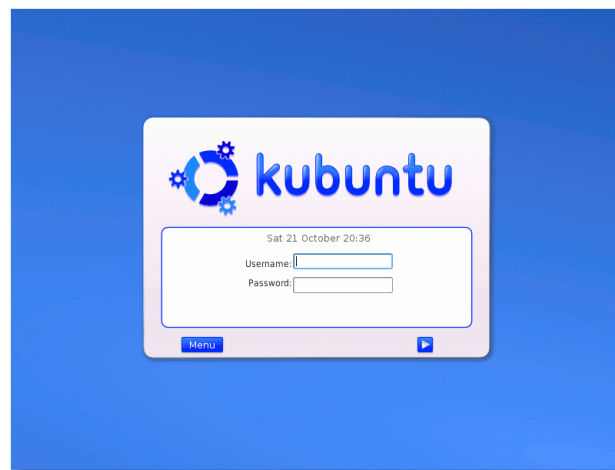 kubuntu
Sat 21 October 20:36
Username:
Password:
Menu